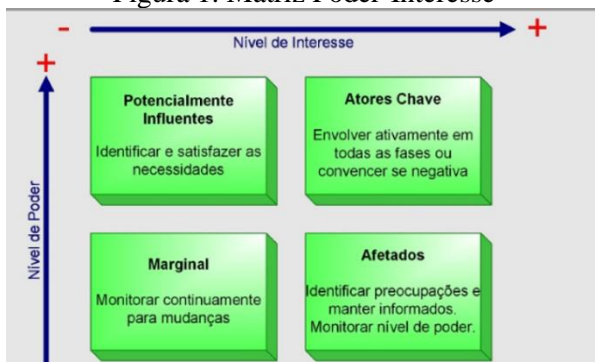 Figura 1: Matriz Poder-Interesse
- +
Nível de Interesse
+
Nível de Poder
Potencialmente
Influentes
Identificar e satisfazer as
necessidades
Atores Chave
Envolver ativamente em
todas as fases ou
convencer se negativa
Marginal
Monitorar continuamente
para mudanças
Afetados
Identificar preocupações e
manter informados.
Monitorar nível de poder.